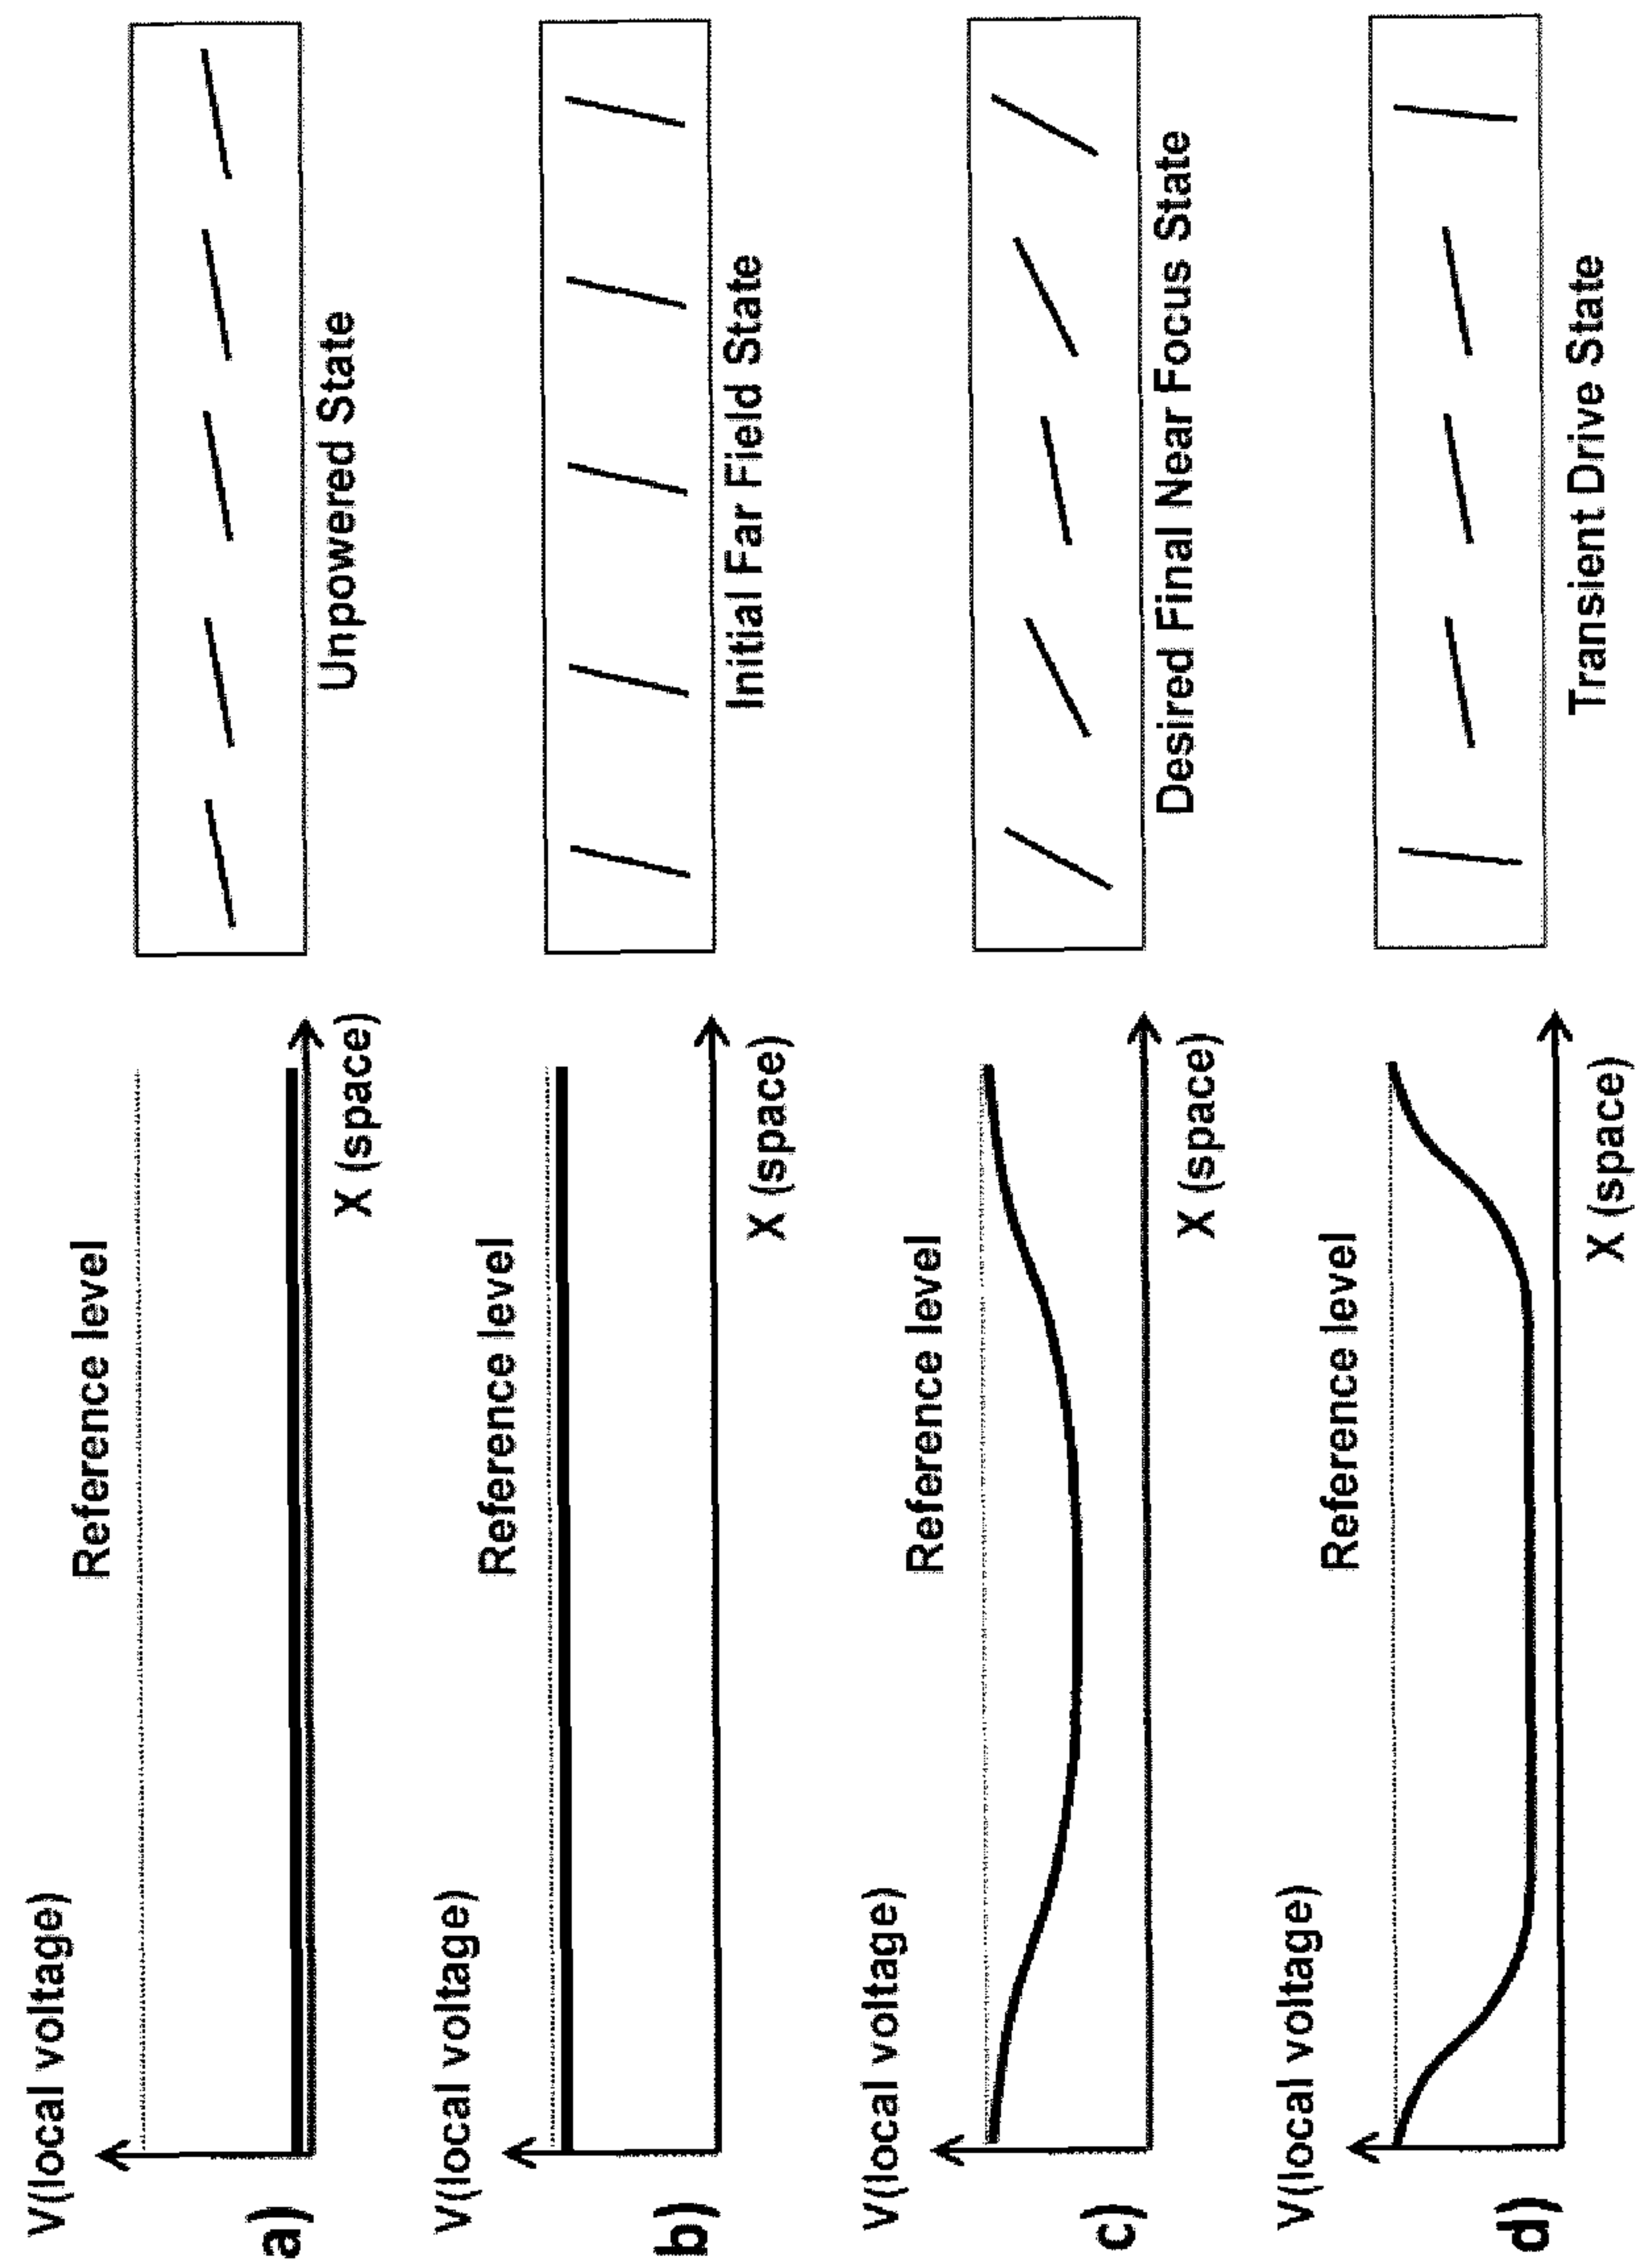 V(local voltage)
Reference level
a)
X (space)
Unpowered State
V(local voltage)
Reference level
b)
X (space)
Initial Far Field State
V(local voltage)
Reference level
c)
X (space)
Desired Final Near Focus State
V(local voltage)
Reference level
d)
X (space)
Transient Drive State